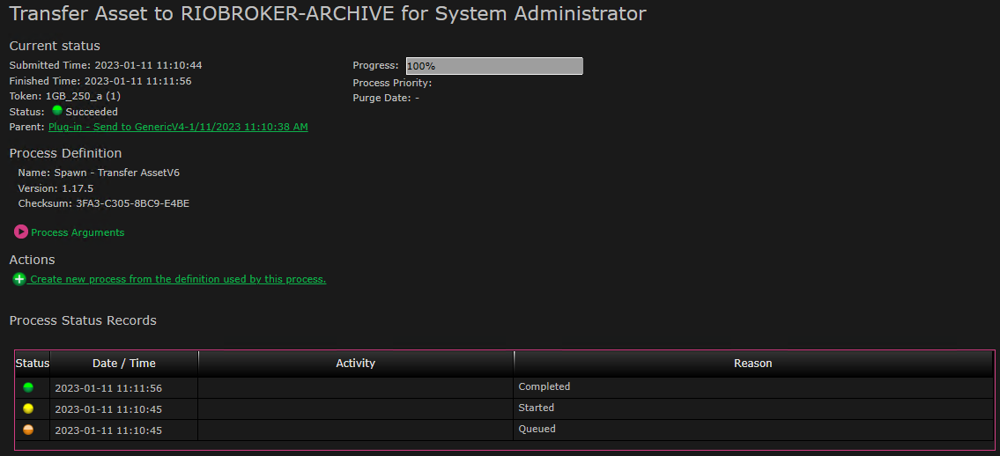 Transfer Asset to RIOBROKER-ARCHIVE for System Administrator
Current status
Submitted Time: 2023-01-11 11:10:44
Finished Time: 2023-01-11 11:11:56
Token: 1GB_250_a (1)
Status: Succeeded
Parent: Plug-in - Send to GenericV4-1/11/2023 11:10:38 AM
Progress: 100%
Process Priority:
Purge Date: -
Process Definition
Name: Spawn - Transfer AssetV6
Version: 1.17.5
Checksum: 3FA3-C305-8BC9-E4BE
Process Arguments
Actions
Create new process from the definition used by this process.
Process Status Records
Status Date / Time Activity Reason
2023-01-11 11:11:56 Completed
2023-01-11 11:10:45 Started
2023-01-11 11:10:45 Queued